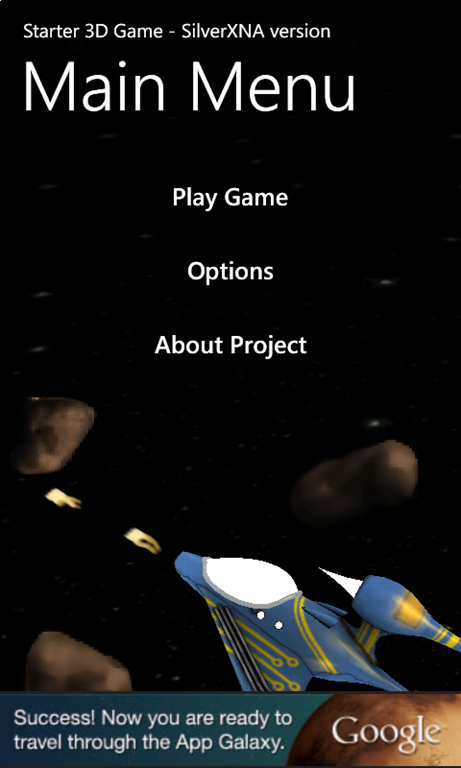 Starter 3D Game - SilverXNA version
Main Menu
Play Game
Options
About Project
Success! Now you are ready to
travel through the App Galaxy.
Google